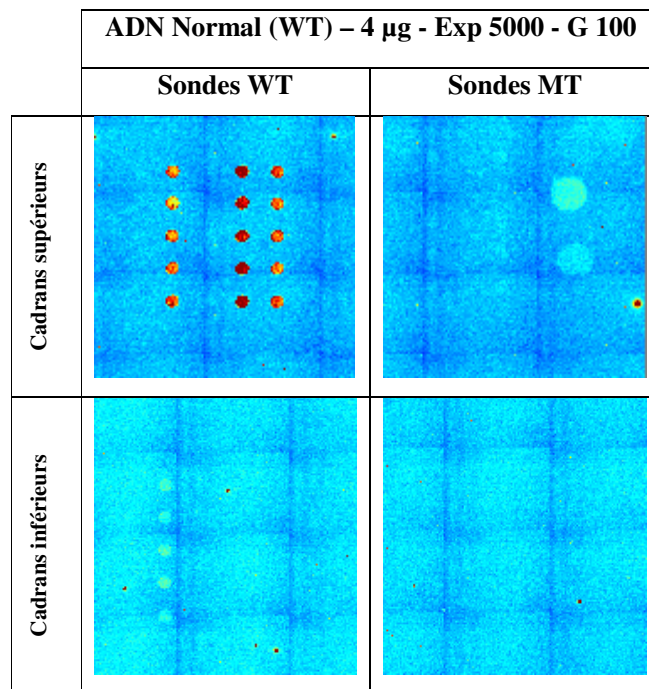 ADN Normal (WT) – 4 µg - Exp 5000 - G 100
Sondes WT
Sondes MT
Cadrans supérieurs
Cadrans inférieurs